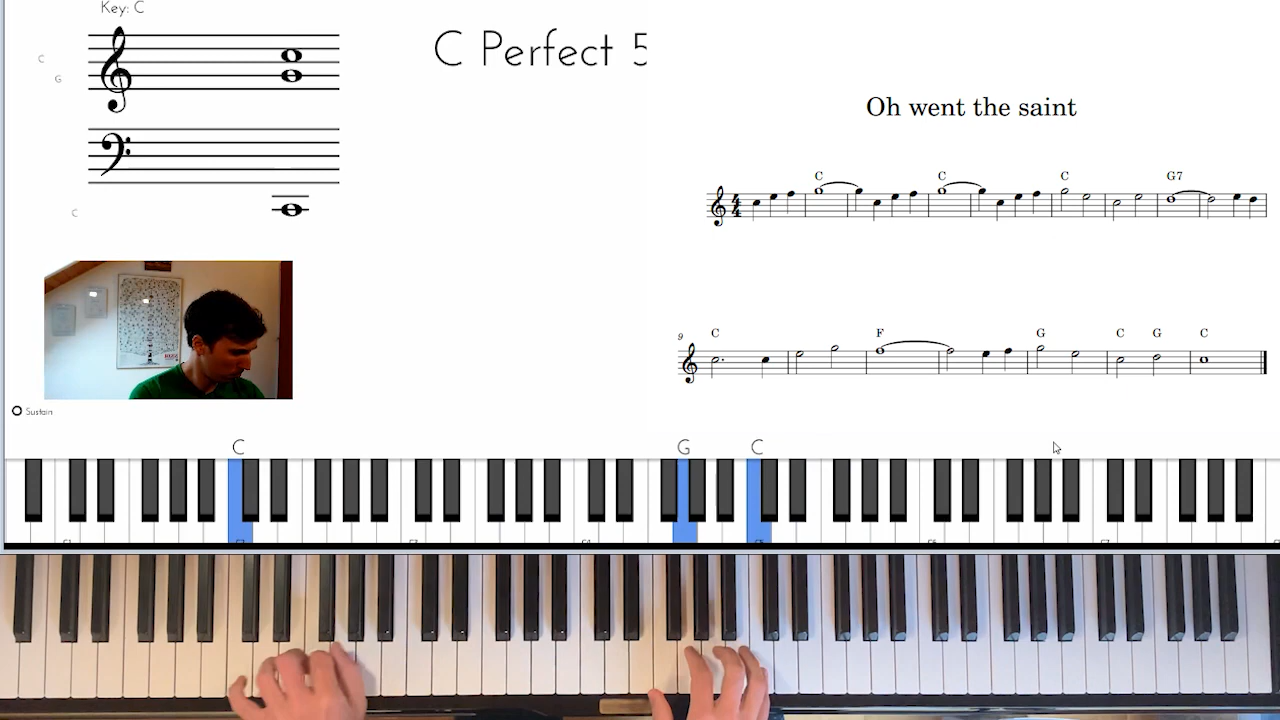 Key: C
C Perfect 5
C
G
C
Oh went the saint
C C C G7
9 C F G C G C
Sustain
C G C